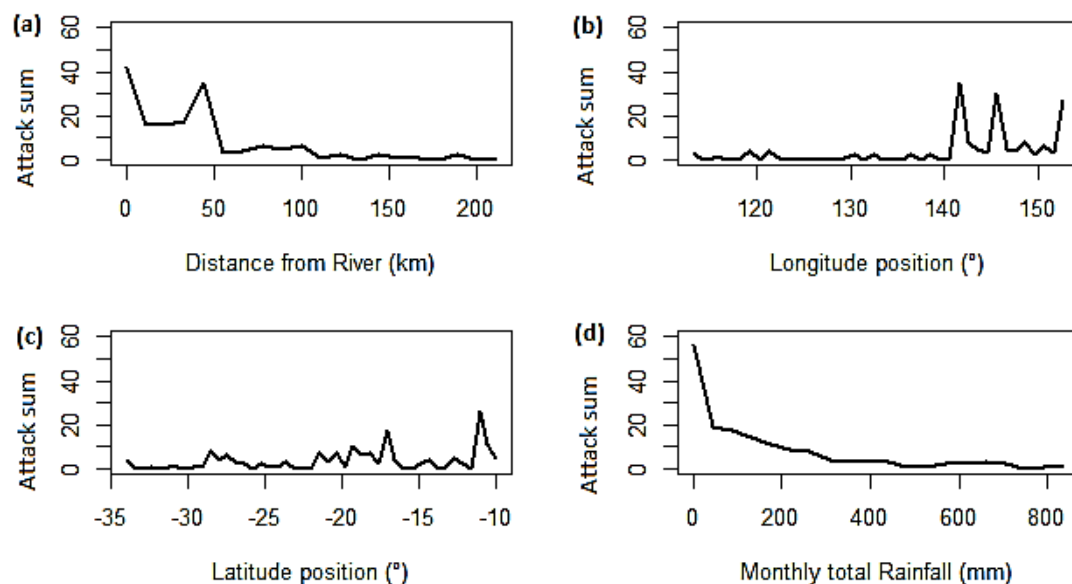 (a)
60
40
20
0
Attack sum
0 50 100 150 200
Distance from River (km)
(b)
60
40
20
0
Attack sum
120 130 140 150
Longitude position (º)
(c)
60
40
20
0
Attack sum
-35 -30 -25 -20 -15 -10
Latitude position (º)
(d)
60
40
20
0
Attack sum
0 200 400 600 800
Monthly total Rainfall (mm)